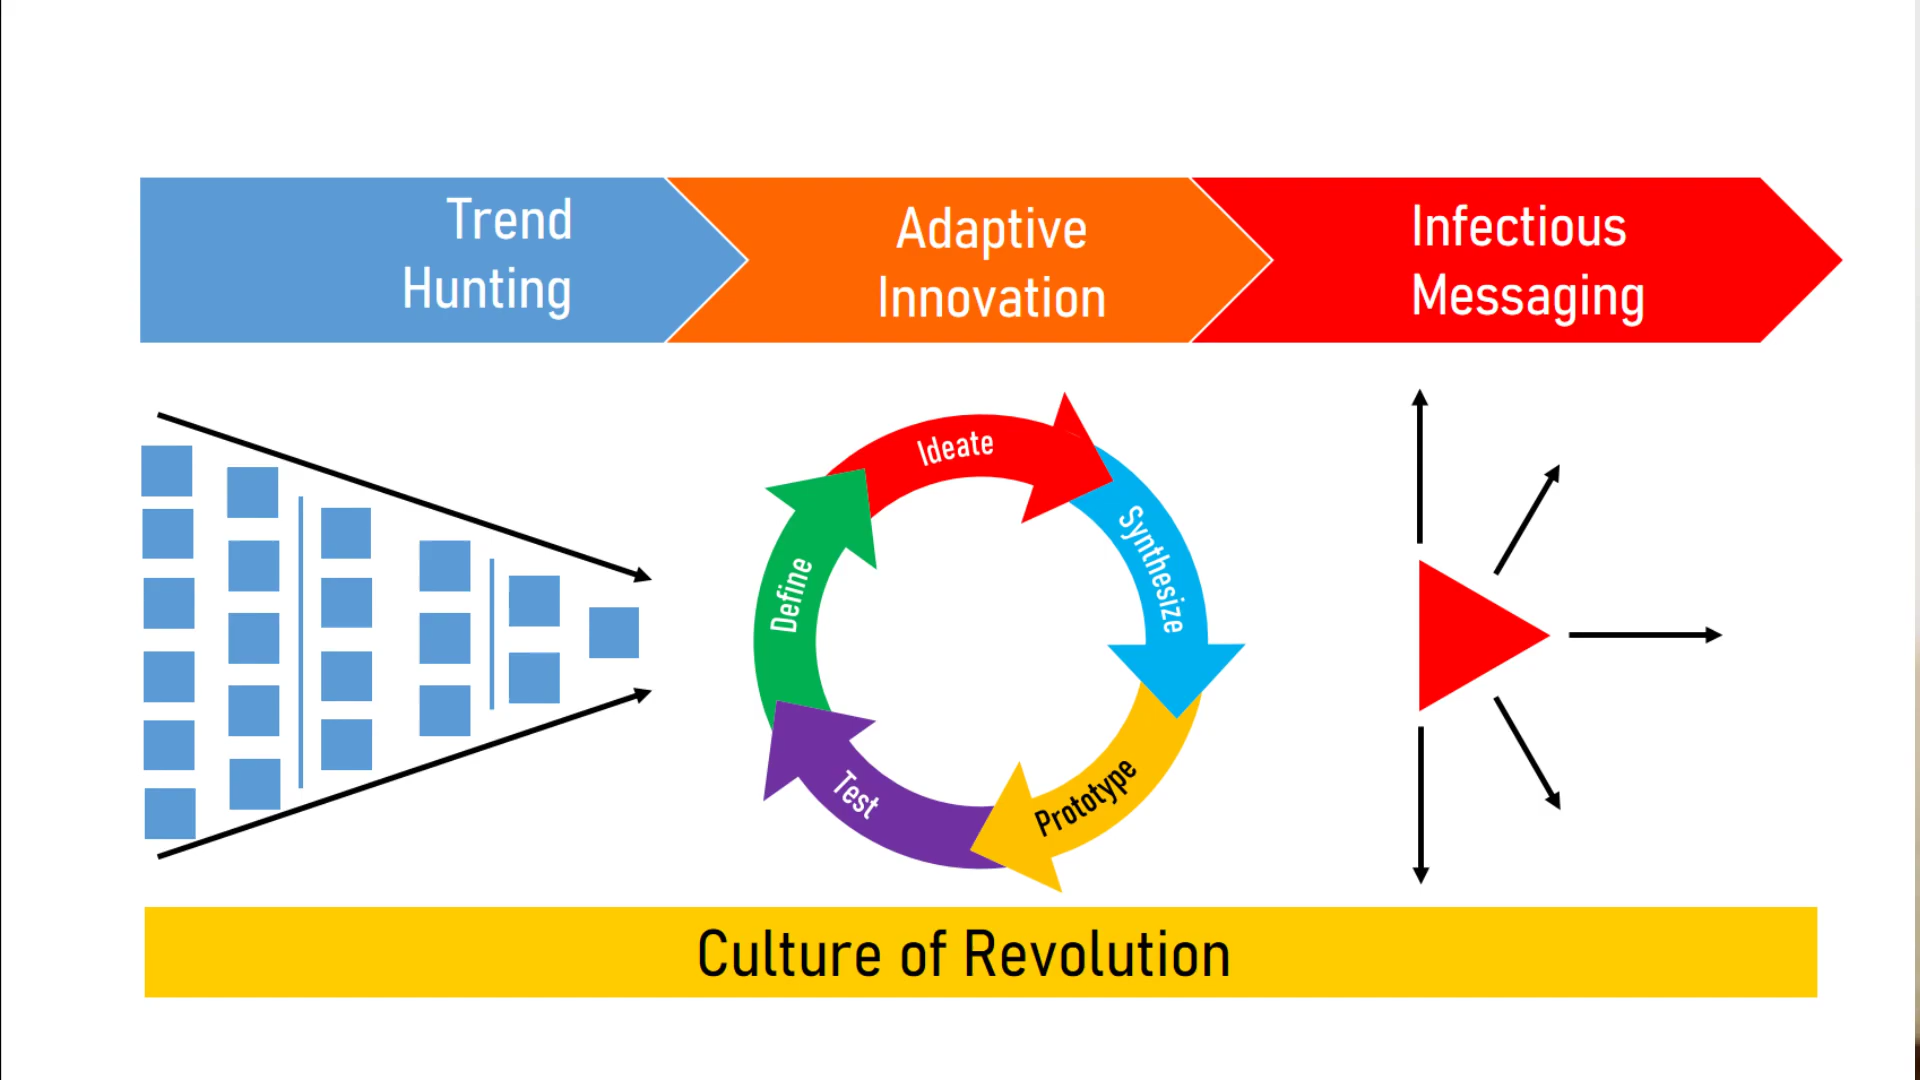 Trend
Hunting
Adaptive
Innovation
Infectious
Messaging
Ideate
Synthesize
Prototype
Test
Define
Culture of Revolution